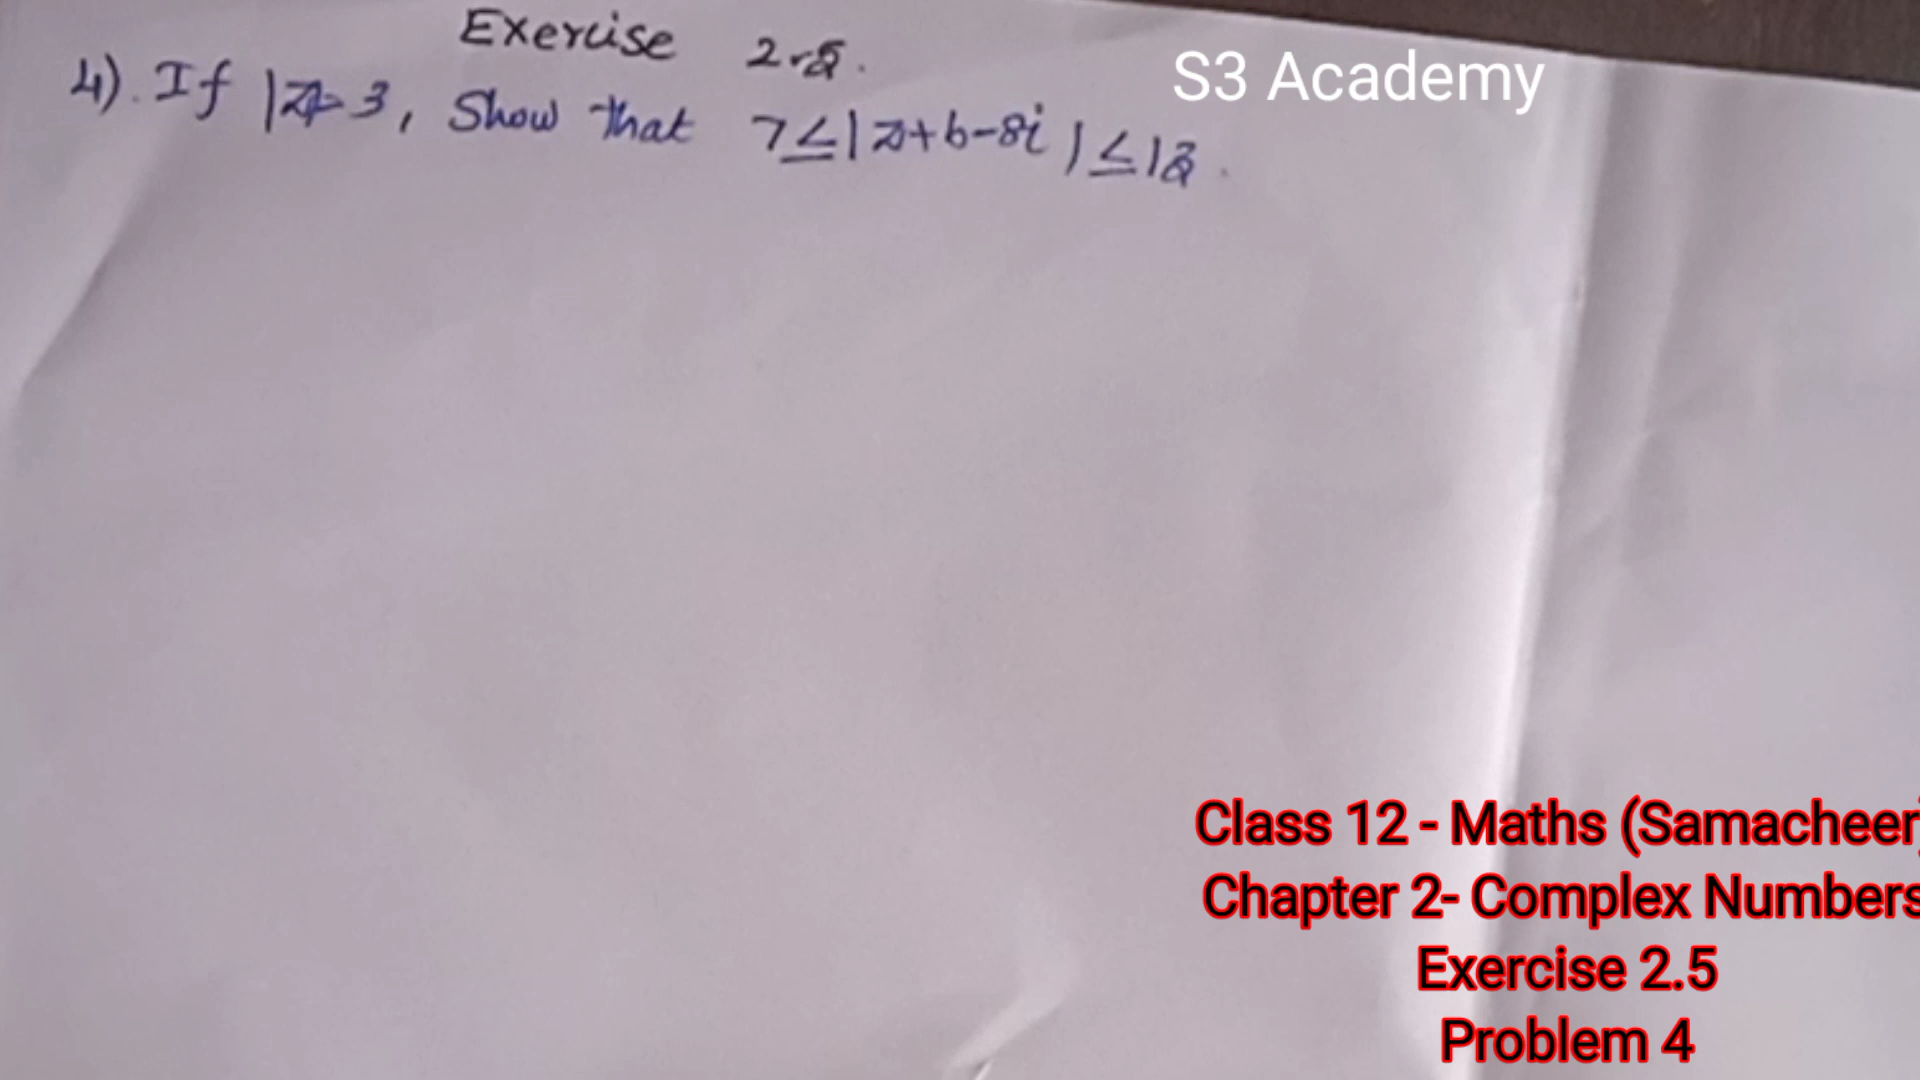 Exercise 2.5.
S3 Academy
4). If |z|=3, Show that 7≤|z+6-8i|≤13.
Class 12 - Maths (Samacheer)
Chapter 2- Complex Numbers
Exercise 2.5
Problem 4